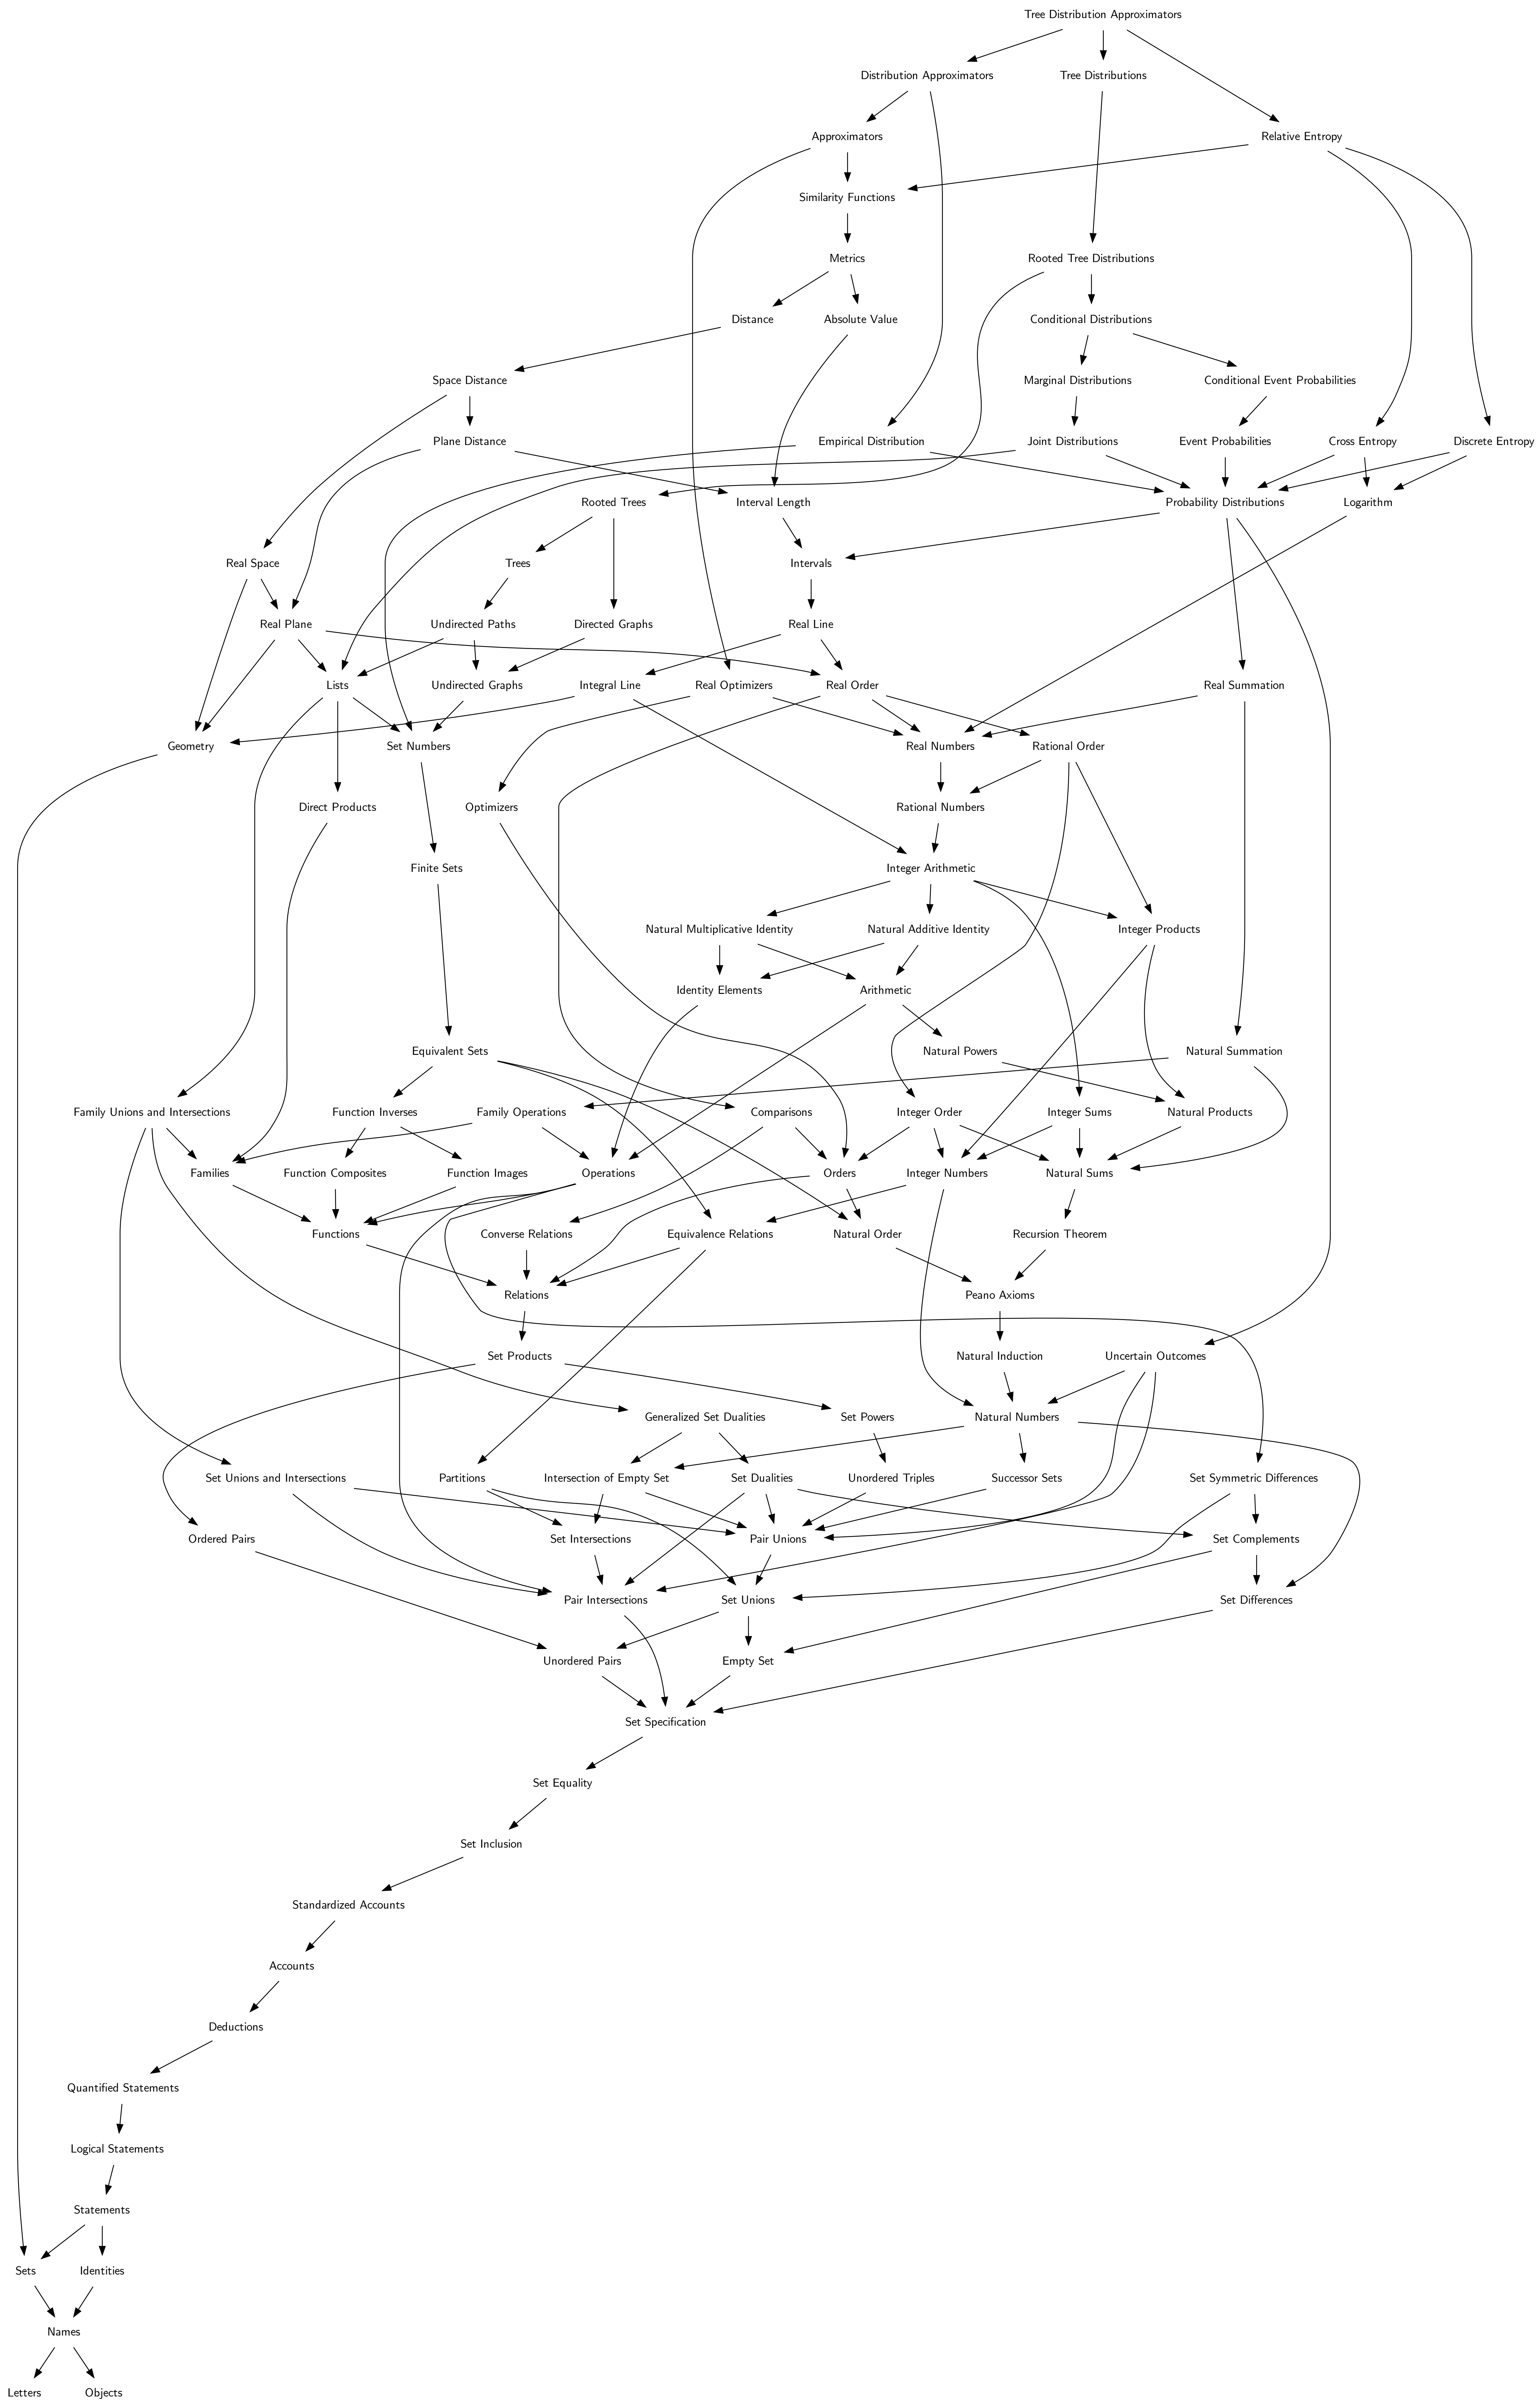 Tree Distribution Approximators
Distribution Approximators
Tree Distributions
Approximators
Relative Entropy
Similarity Functions
Metrics
Rooted Tree Distributions
Distance
Absolute Value
Conditional Distributions
Space Distance
Marginal Distributions
Conditional Event Probabilities
Plane Distance
Empirical Distribution
Joint Distributions
Event Probabilities
Cross Entropy
Discrete Entropy
Rooted Trees
Interval Length
Probability Distributions
Logarithm
Real Space
Trees
Intervals
Real Plane
Undirected Paths
Directed Graphs
Real Line
Lists
Undirected Graphs
Integral Line
Real Optimizers
Real Order
Real Summation
Geometry
Set Numbers
Real Numbers
Rational Order
Direct Products
Optimizers
Rational Numbers
Finite Sets
Integer Arithmetic
Natural Multiplicative Identity
Natural Additive Identity
Integer Products
Identity Elements
Arithmetic
Equivalent Sets
Natural Powers
Natural Summation
Family Unions and Intersections
Function Inverses
Family Operations
Comparisons
Integer Order
Integer Sums
Natural Products
Families
Function Composites
Function Images
Operations
Orders
Integer Numbers
Natural Sums
Functions
Converse Relations
Equivalence Relations
Natural Order
Recursion Theorem
Relations
Peano Axioms
Set Products
Natural Induction
Uncertain Outcomes
Generalized Set Dualities
Set Powers
Natural Numbers
Set Unions and Intersections
Partitions
Intersection of Empty Set
Set Dualities
Unordered Triples
Successor Sets
Set Symmetric Differences
Ordered Pairs
Set Intersections
Pair Unions
Set Complements
Pair Intersections
Set Unions
Set Differences
Unordered Pairs
Empty Set
Set Specification
Set Equality
Set Inclusion
Standardized Accounts
Accounts
Deductions
Quantified Statements
Logical Statements
Statements
Sets
Identities
Names
Letters
Objects